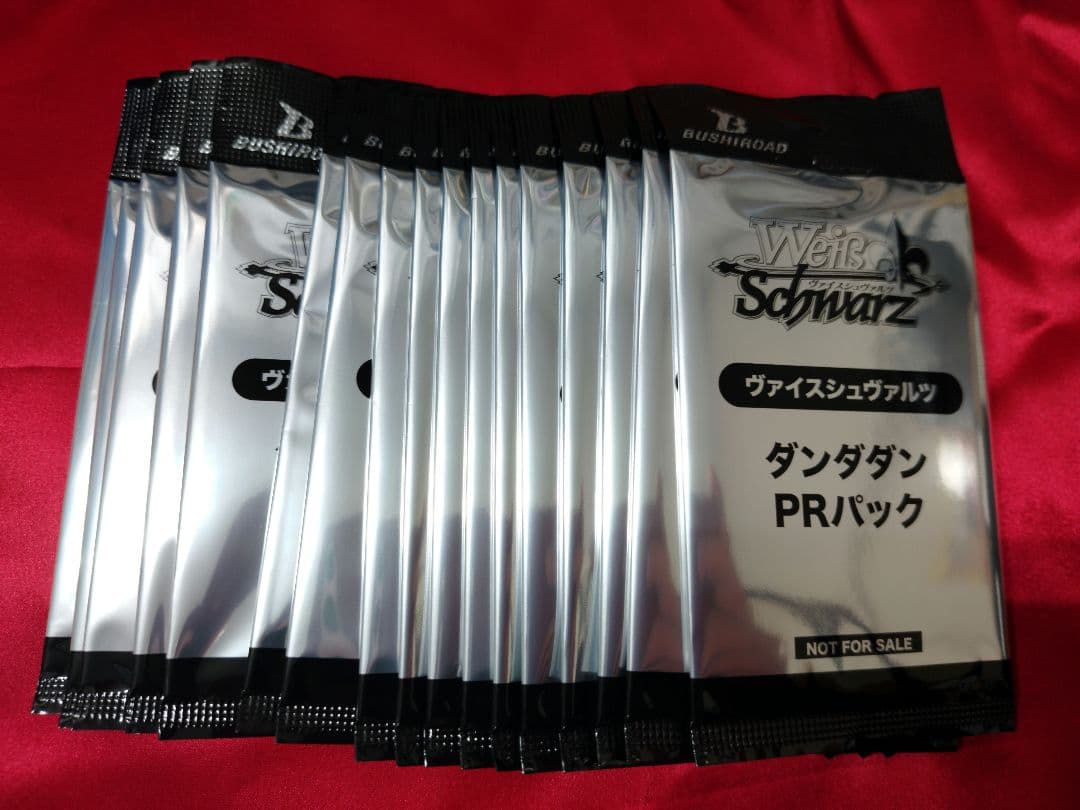 BUSHIROAD
BUSHIROAD
Weiß
ヴァイスシュヴァルツ
Schwarz
ヴァイスシュヴァルツ
ダンダダン
PRパック
NOT FOR SALE